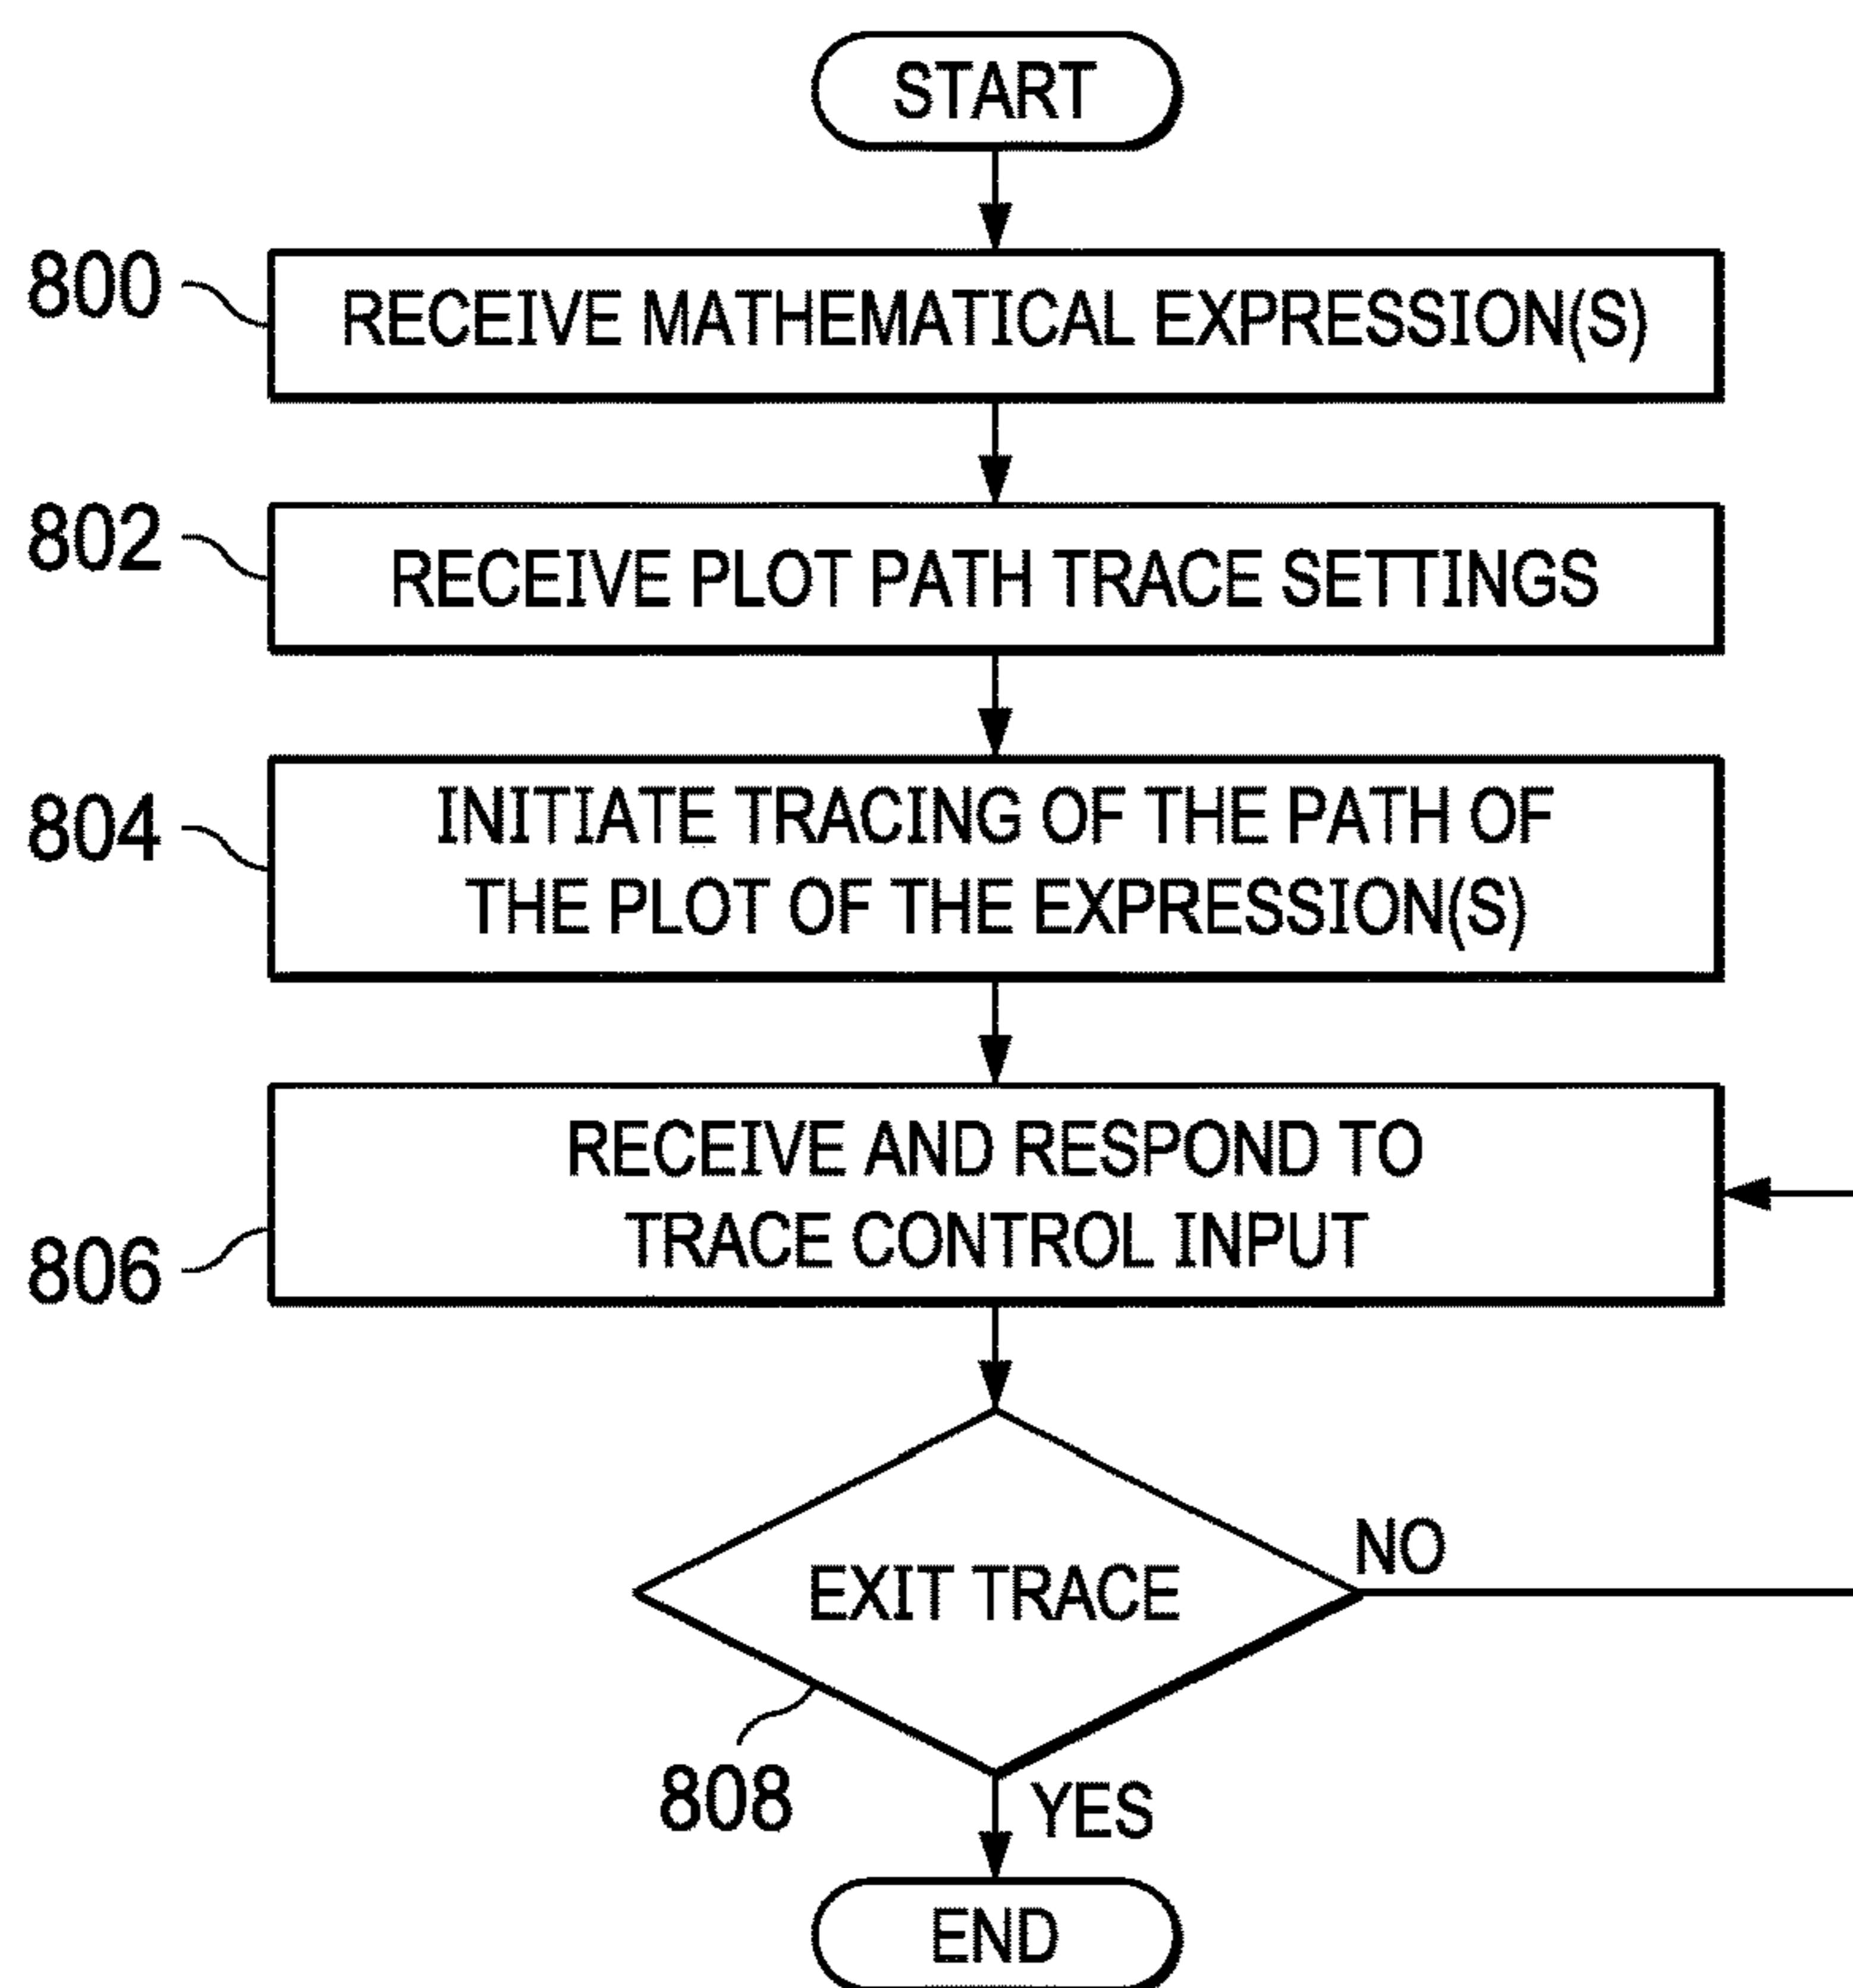 START
800
RECEIVE MATHEMATICAL EXPRESSION(S)
802
RECEIVE PLOT PATH TRACE SETTINGS
804
INITIATE TRACING OF THE PATH OF
THE PLOT OF THE EXPRESSION(S)
806
RECEIVE AND RESPOND TO
TRACE CONTROL INPUT
NO
EXIT TRACE
808
YES
END